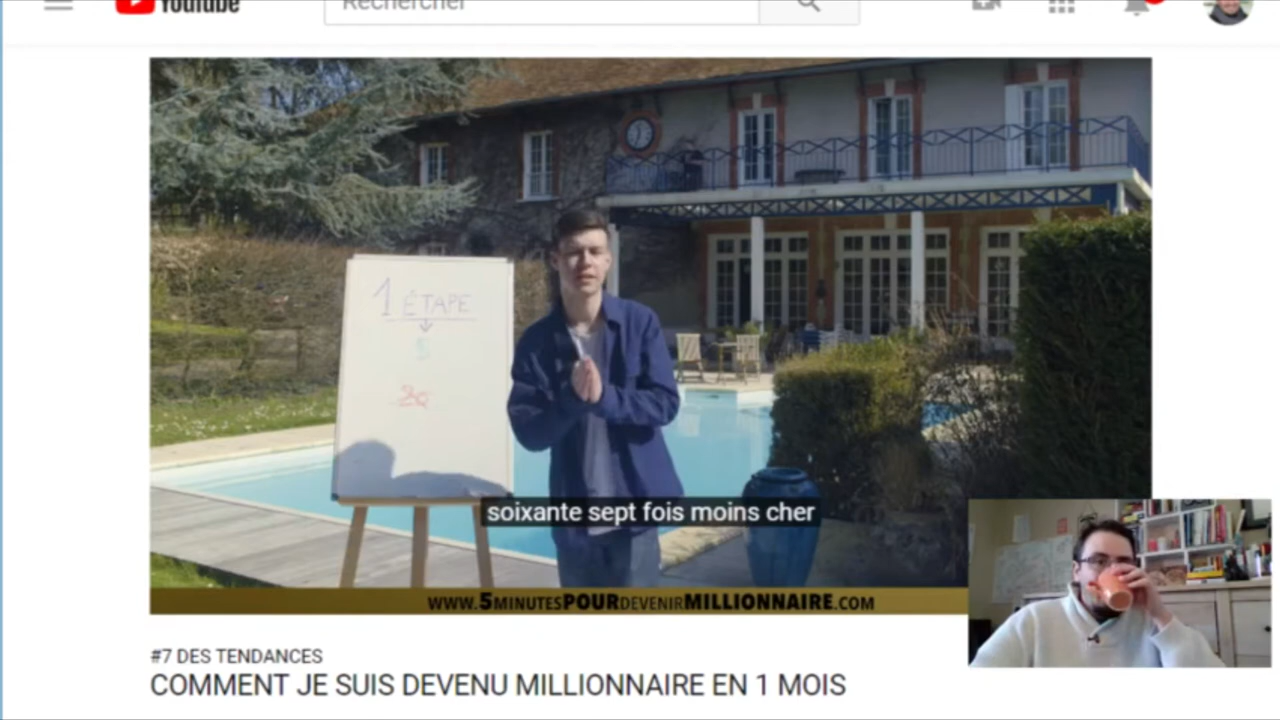 YouTube
Rechercher
1 ÉTAPE
soixante sept fois moins cher
WWW.5MINUTESPOURDEVENIRMILLIONNAIRE.COM
#7 DES TENDANCES
COMMENT JE SUIS DEVENU MILLIONNAIRE EN 1 MOIS